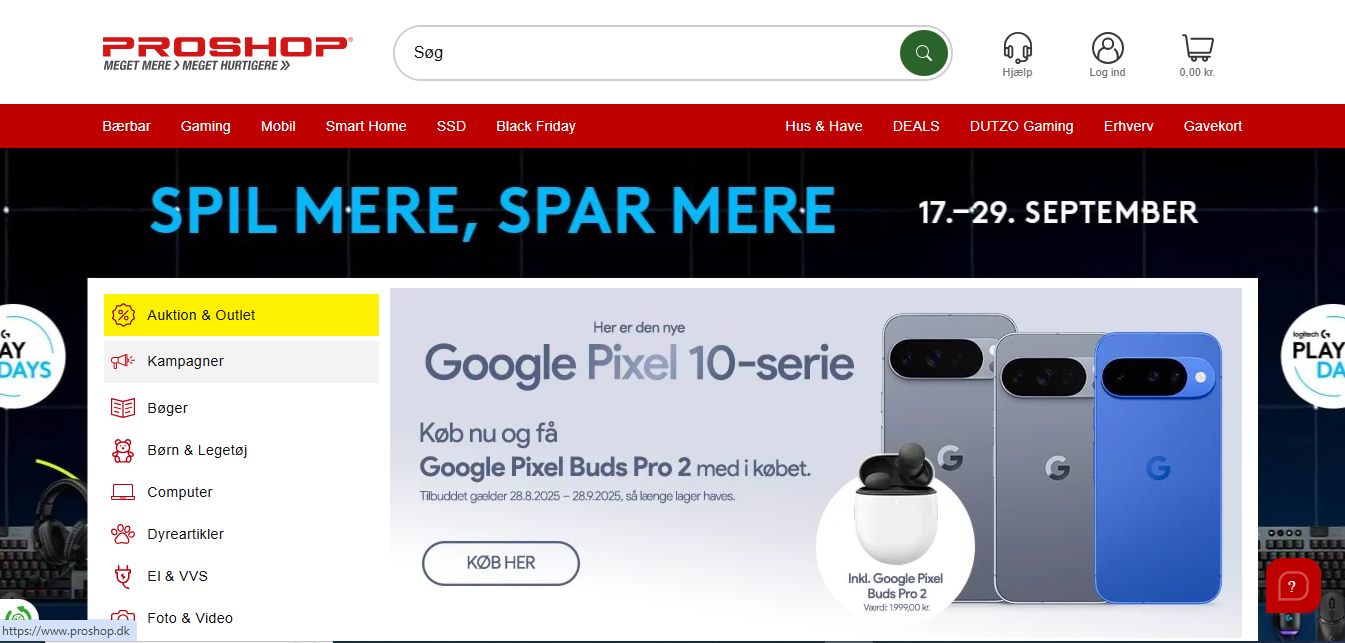 PROSHOP®
MEGET MERE > MEGET HURTIGERE >>
Søg
Hjælp
Log ind
0,00 kr.
Bærbar
Gaming
Mobil
Smart Home
SSD
Black Friday
Hus & Have
DEALS
DUTZO Gaming
Erhverv
Gavekort
SPIL MERE, SPAR MERE
17.–29. SEPTEMBER
Auktion & Outlet
Kampagner
Bøger
Børn & Legetøj
Computer
Dyreartikler
El & VVS
Foto & Video
Her er den nye
Google Pixel 10-serie
Køb nu og få
Google Pixel Buds Pro 2 med i købet.
Tilbuddet gælder 28.8.2025 – 28.9.2025, så længe lager haves.
KØB HER
Inkl. Google Pixel
Buds Pro 2
Værdi: 1.999,00 kr.
G
G
G
AY
DAYS
logitech G
PLAY
DA
?
https://www.proshop.dk